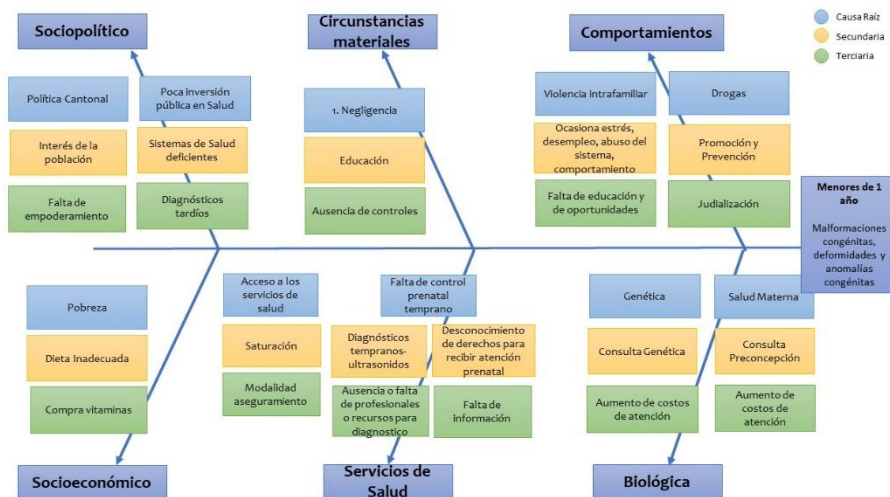 Sociopolítico
Circunstancias
materiales
Comportamientos
Causa Raíz
Secundaria
Terciaria
Política Cantonal
Poca inversión
pública en Salud
Interés de la
población
Sistemas de Salud
deficientes
Falta de
empoderamiento
Diagnósticos
tardíos
1. Negligencia
Educación
Ausencia de controles
Violencia intrafamiliar
Drogas
Ocasiona estrés,
desempleo, abuso del
sistema,
comportamiento
Promoción y
Prevención
Falta de educación y
de oportunidades
Judialización
Menores de 1
año
Malformaciones
congénitas,
deformidades y
anomalías
congénitas
Pobreza
Dieta Inadecuada
Compra vitaminas
Acceso a los
servicios de
salud
Saturación
Modalidad
aseguramiento
Falta de control
prenatal
temprano
Diagnósticos
tempranos-
ultrasonidos
Desconocimiento
de derechos para
recibir atención
prenatal
Ausencia o falta
de profesionales
o recursos para
diagnostico
Falta de
información
Genética
Salud Materna
Consulta Genética
Consulta
Preconcepción
Aumento de costos
de atención
Aumento de
costos de
atención
Socioeconómico
Servicios de
Salud
Biológica